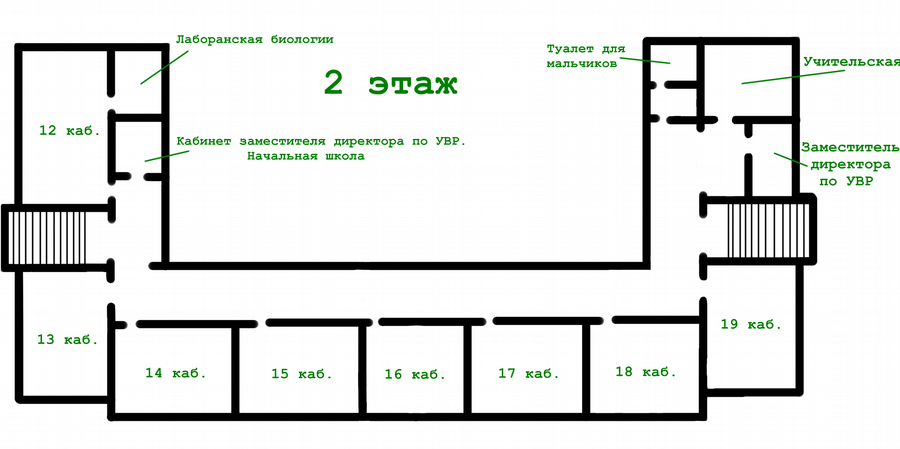 Лаборанская биологии
2 этаж
Туалет для
мальчиков
Учительская
12 каб.
Кабинет заместителя директора по УВР.
Начальная школа
Заместитель
директора
по УВР
13 каб.
14 каб.
15 каб.
16 каб.
17 каб.
18 каб.
19 каб.